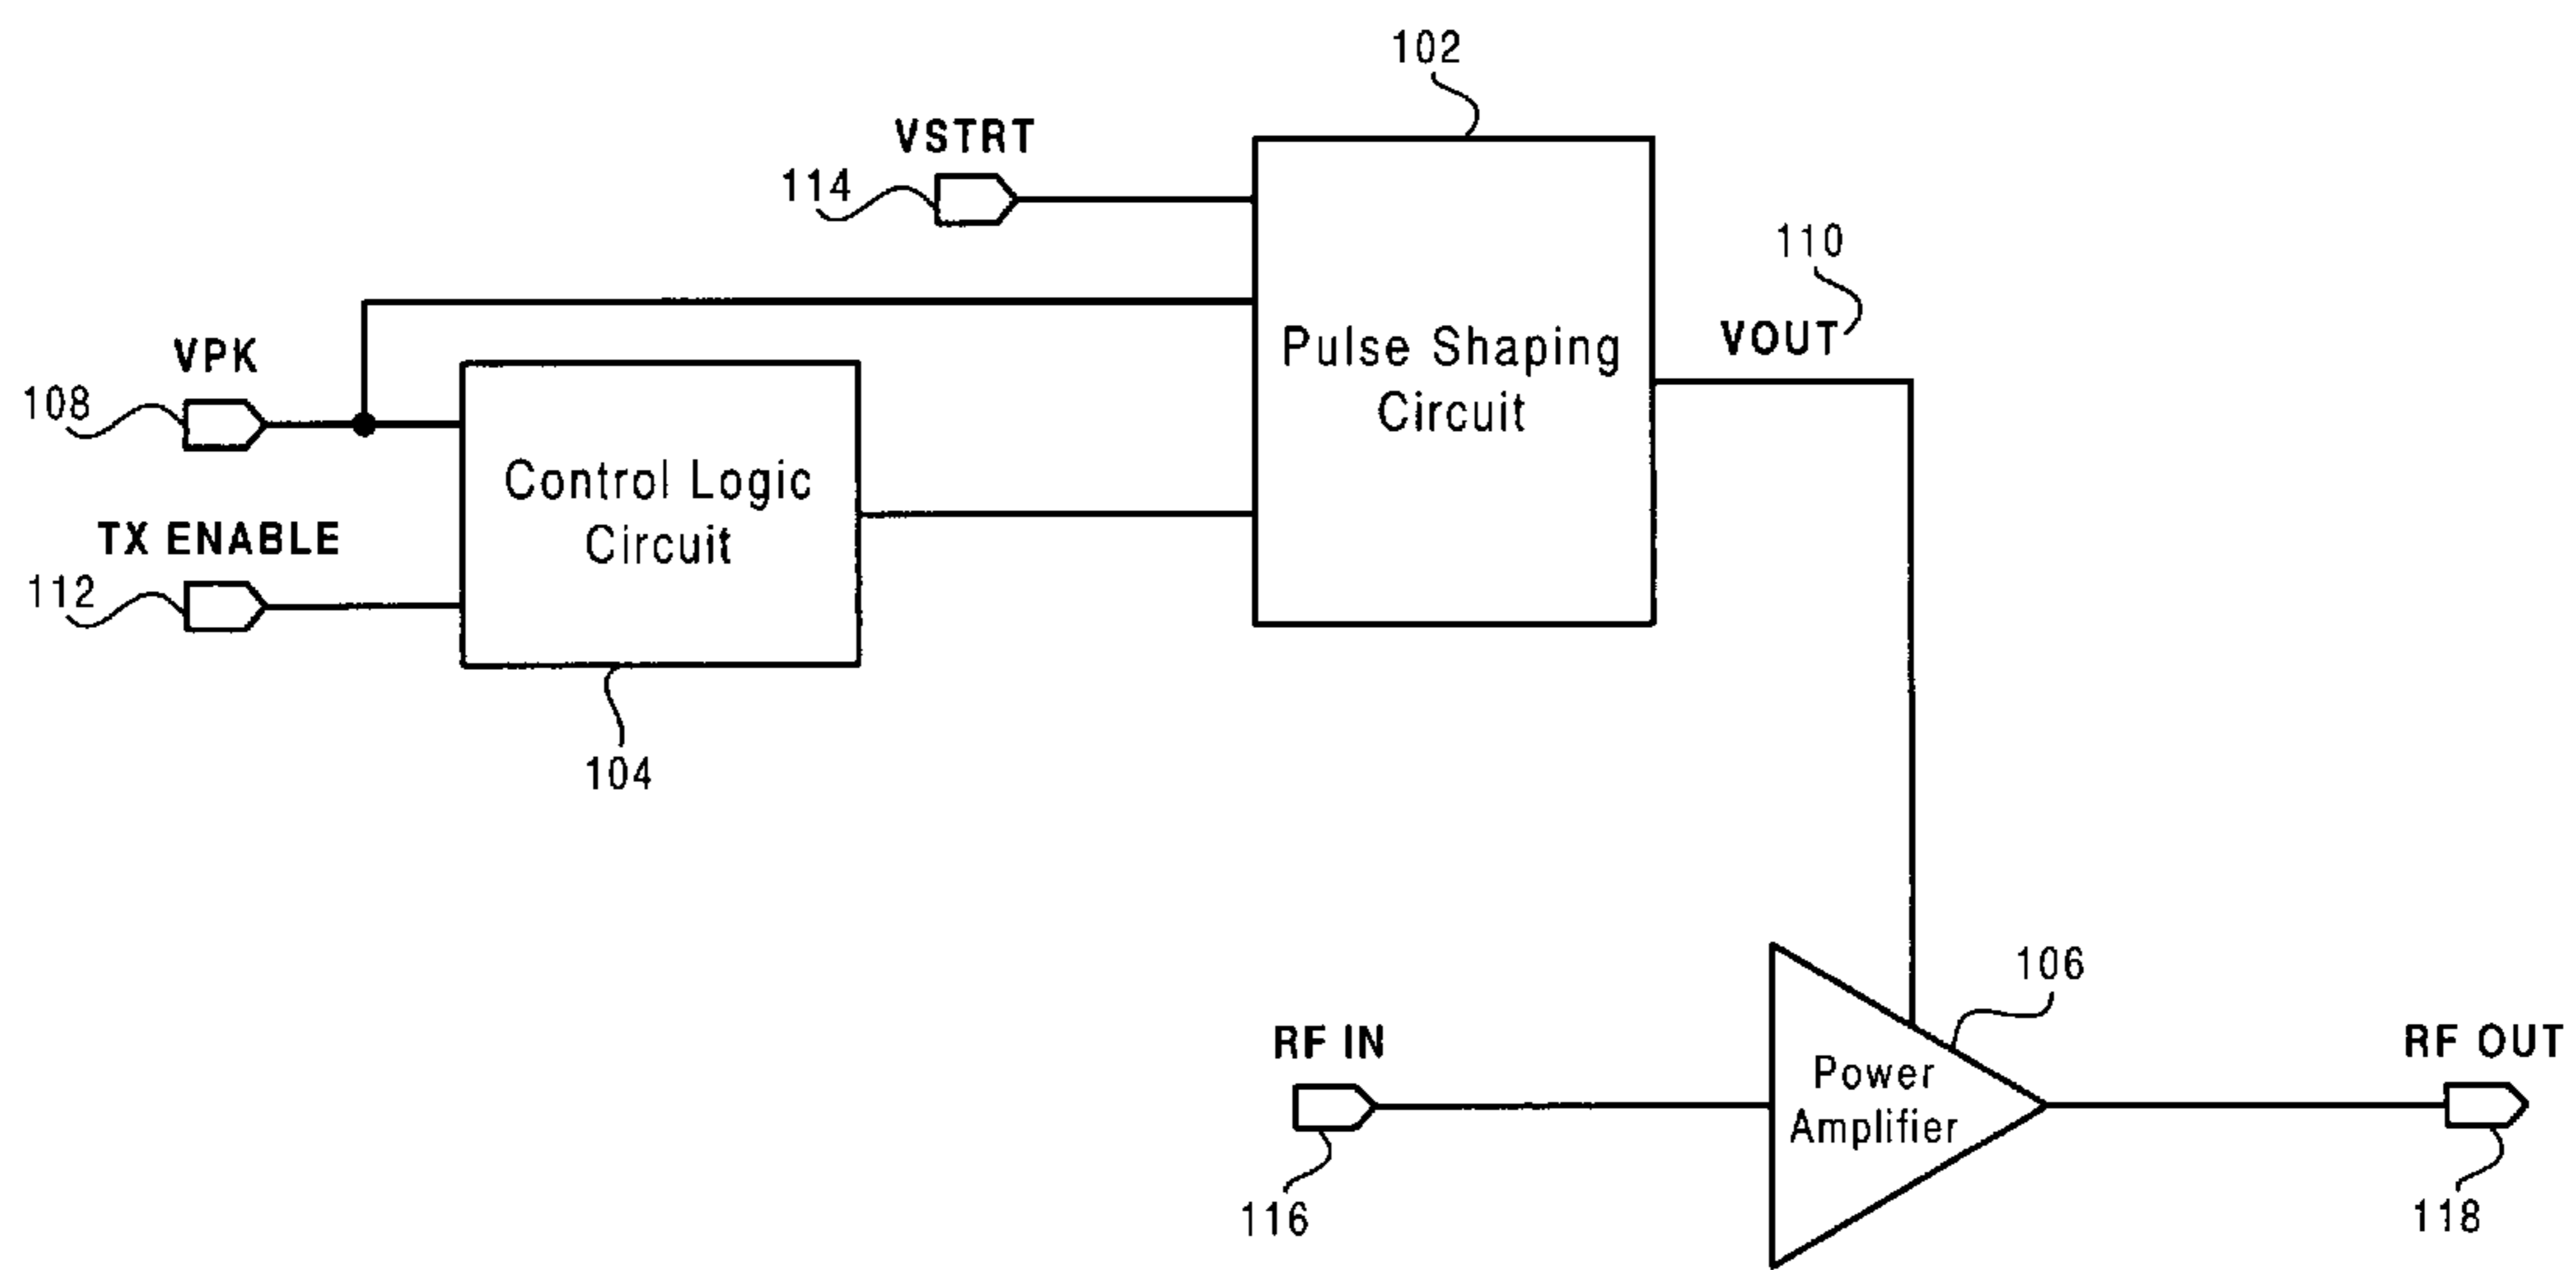 102
VSTRT
114
110
Pulse Shaping
Circuit
VOUT
VPK
108
Control Logic
Circuit
TX ENABLE
112
104
106
RF IN
Power
Amplifier
RF OUT
116
118